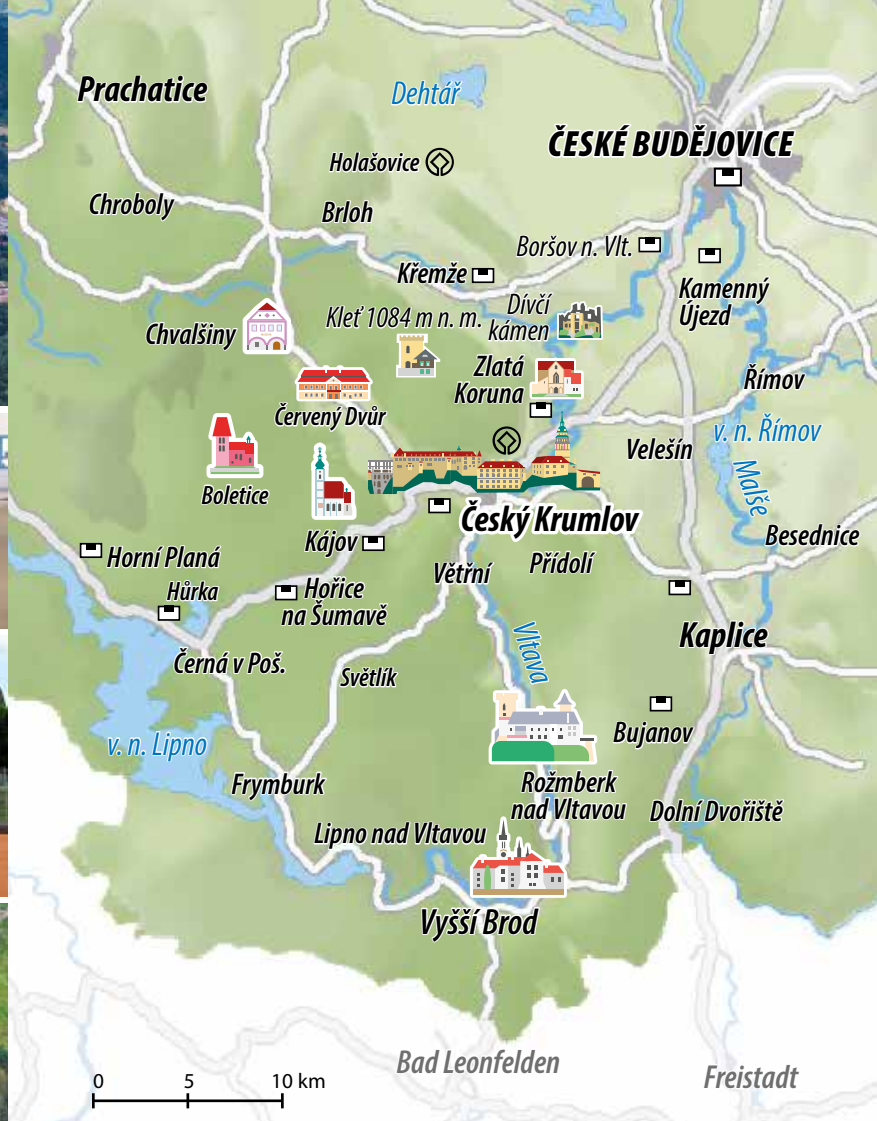 Prachatice
Dehtář
ČESKÉ BUDĚJOVICE
Holašovice
Chroboly
Brloh
Boršov n. Vlt.
Křemže
Kamenný
Újezd
Dívčí
kámen
Kleť 1084 m n. m.
Chvalšiny
Zlatá
Koruna
Římov
Červený Dvůr
v. n. Římov
Velešín
Malše
Boletice
Český Krumlov
Besednice
Kájov
Horní Planá
Větřní
Přídolí
Hůrka
Hořice
na Šumavě
Kaplice
Vltava
Černá v Poš.
Světlík
v. n. Lipno
Bujanov
Frymburk
Rožmberk
nad Vltavou
Dolní Dvořiště
Lipno nad Vltavou
Vyšší Brod
Bad Leonfelden
Freistadt
0 5 10 km